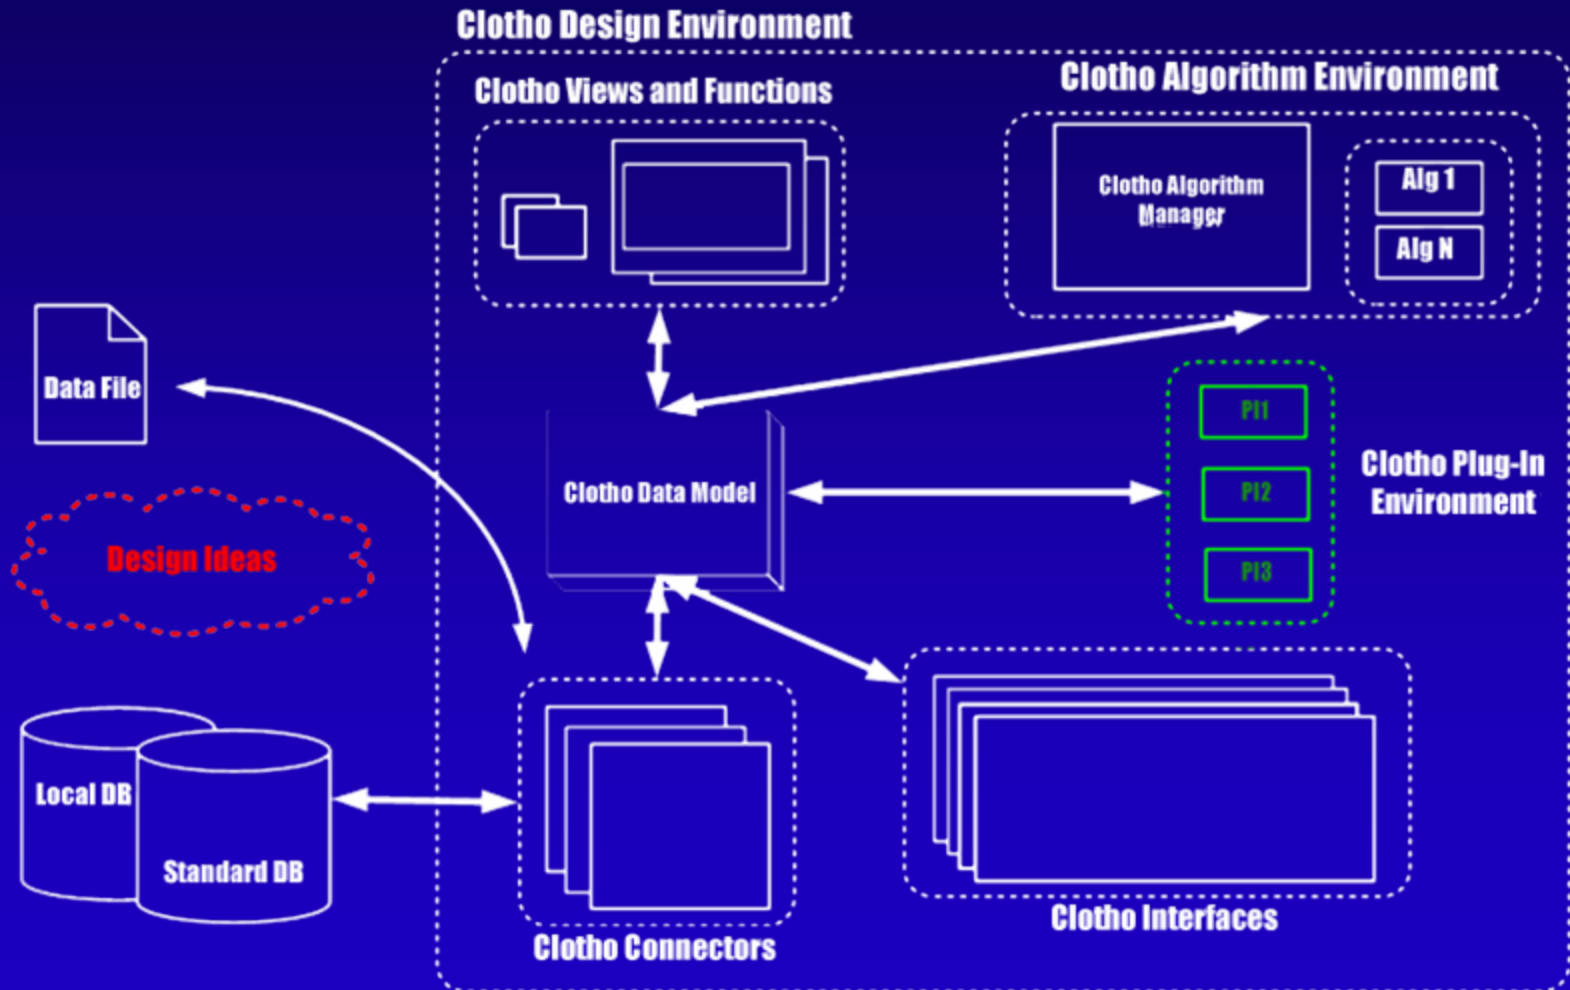 Clotho Design Environment
Clotho Views and Functions
Clotho Algorithm Environment
Clotho Algorithm
Manager
Alg 1
Alg N
Data File
PI1
Clotho Data Model
PI2
Clotho Plug-In
Environment
Design Ideas
PI3
Local DB
Standard DB
Clotho Connectors
Clotho Interfaces